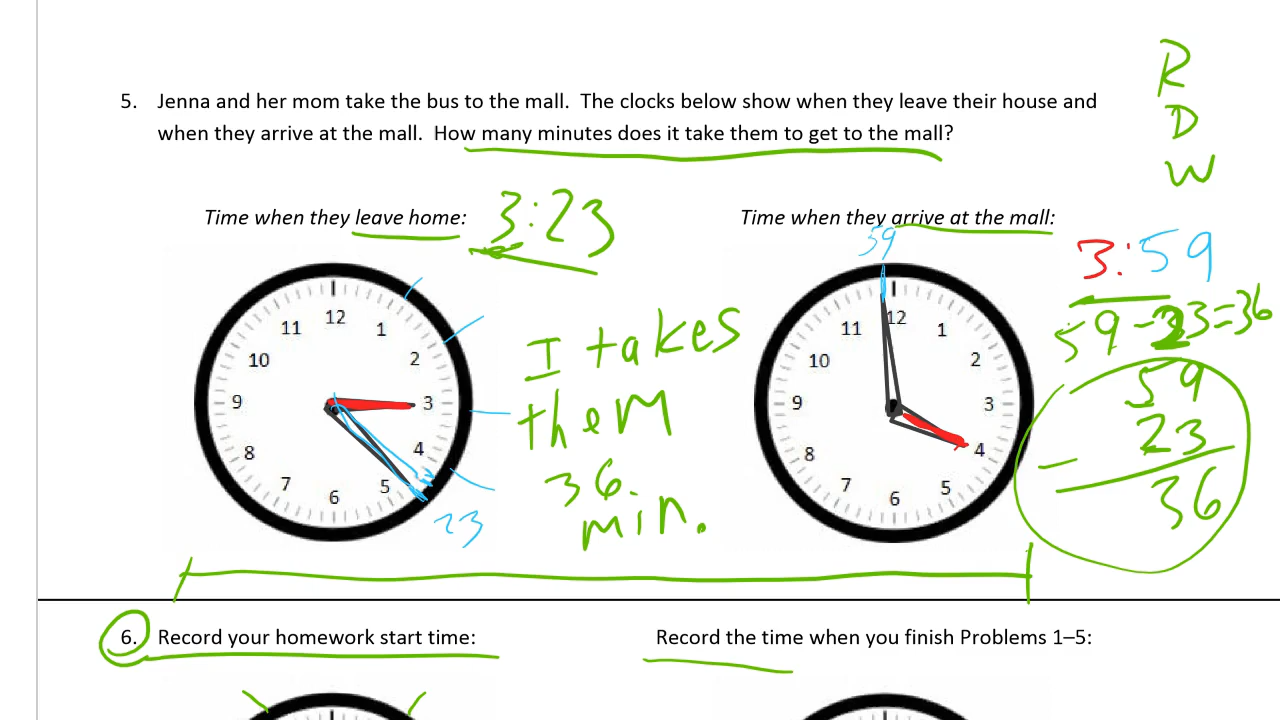 R
D
W
5. Jenna and her mom take the bus to the mall. The clocks below show when they leave their house and
when they arrive at the mall. How many minutes does it take them to get to the mall?
Time when they leave home:
3:23
Time when they arrive at the mall:
59
3:59
59-23=36
59
- 23
36
12
1
2
3
4
5
6
7
8
9
10
11
23
I takes
them
36
min.
12
1
2
3
4
5
6
7
8
9
10
11
6. Record your homework start time:
Record the time when you finish Problems 1–5: